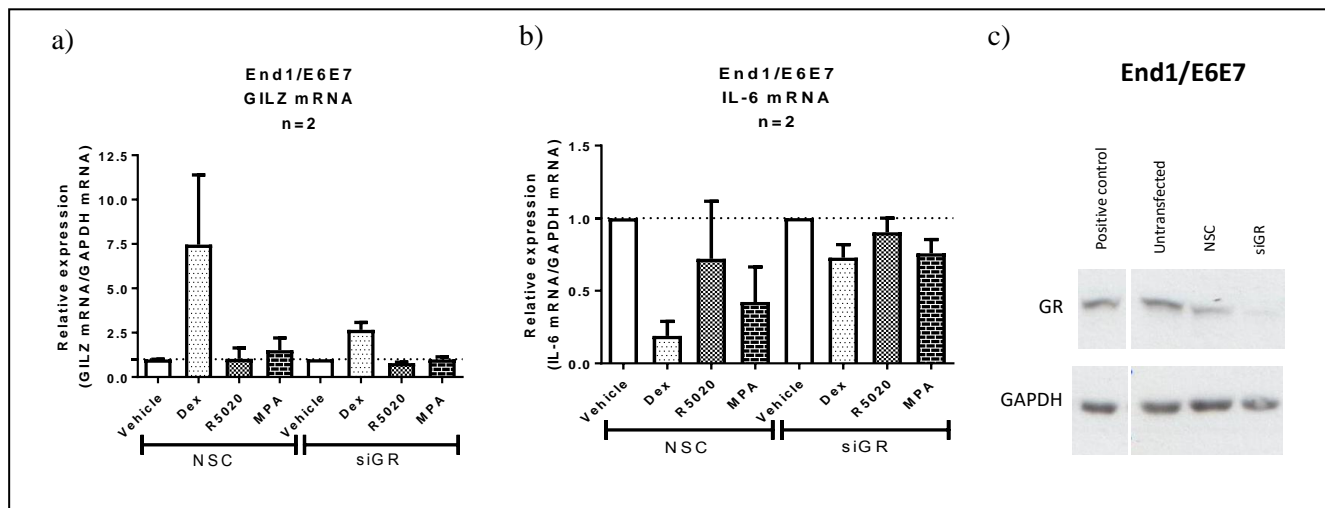 a)
End1/E6E7
GILZ mRNA
n=2
Relative expression
(GILZ mRNA/GAPDH mRNA)
12.5
10.0
7.5
5.0
2.5
0.0
Vehicle
Dex
R5020
MPA
Vehicle
Dex
R5020
MPA
NSC
siGR
b)
End1/E6E7
IL-6 mRNA
n=2
Relative expression
(IL-6 mRNA/GAPDH mRNA)
1.5
1.0
0.5
0.0
Vehicle
Dex
R5020
MPA
Vehicle
Dex
R5020
MPA
NSC
siGR
c)
End1/E6E7
Positive control
Untransfected
NSC
siGR
GR
GAPDH